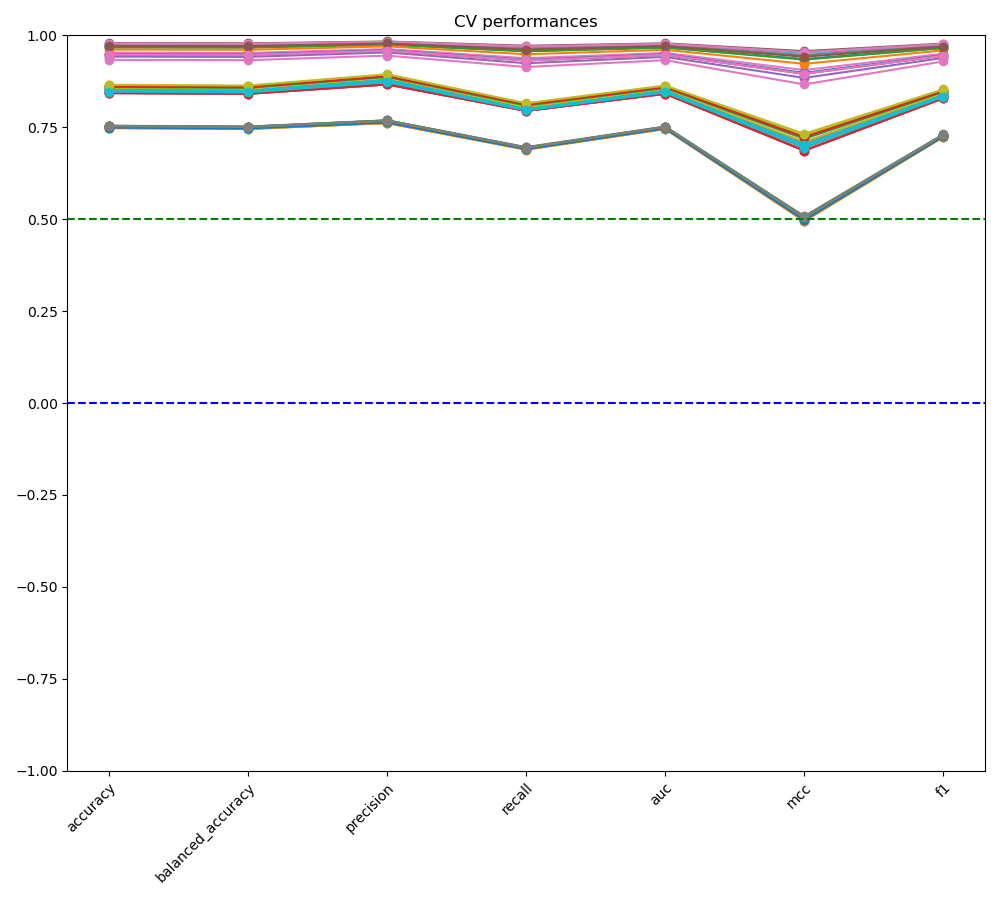 CV performances
1.00
0.75
0.50
0.25
0.00
−0.25
−0.50
−0.75
−1.00
accuracy
balanced_accuracy
precision
recall
auc
mcc
f1